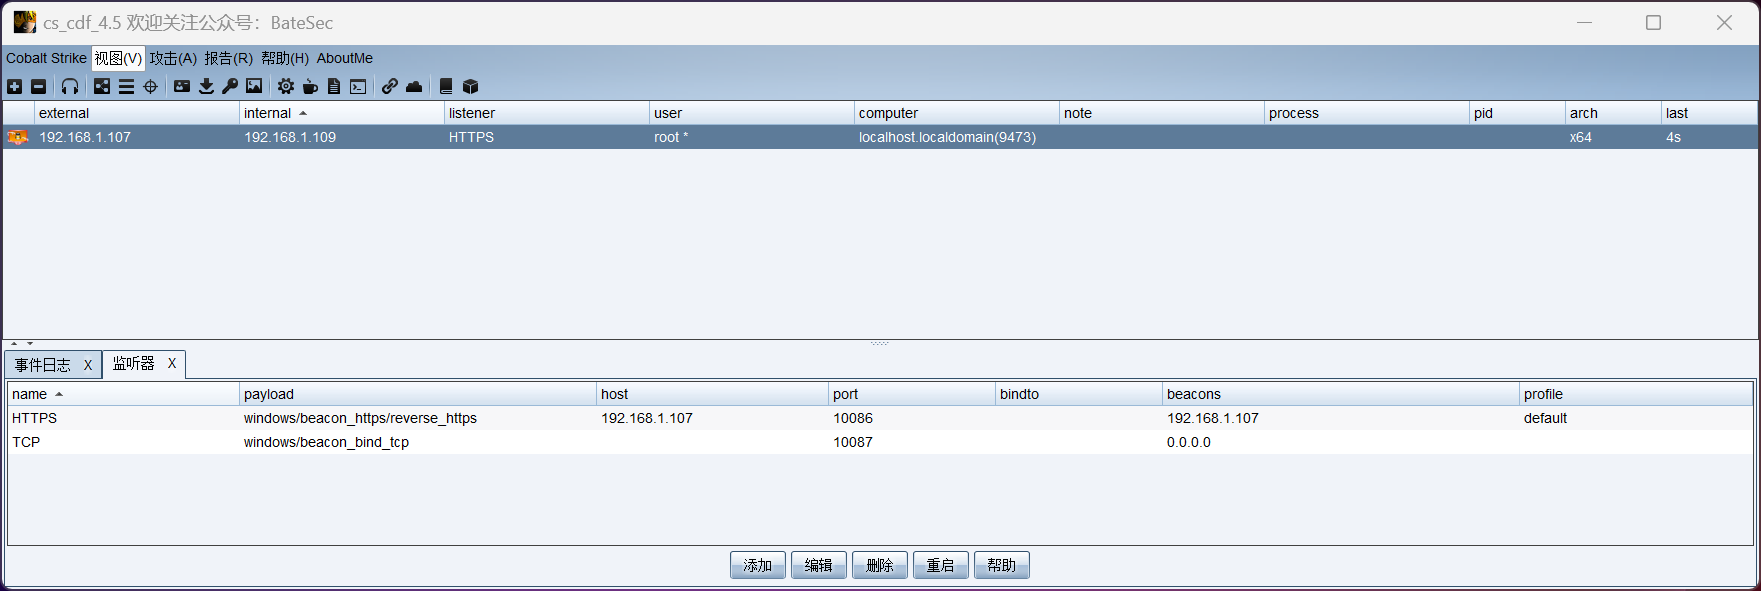 cs_cdf_4.5 欢迎关注公众号：BateSec
Cobalt Strike 视图(V) 攻击(A) 报告(R) 帮助(H) AboutMe
external internal listener user computer note process pid arch last
192.168.1.107 192.168.1.109 HTTPS root * localhost.localdomain(9473) x64 4s
事件日志 X 监听器 X
name payload host port bindto beacons profile
HTTPS windows/beacon_https/reverse_https 192.168.1.107 10086 192.168.1.107 default
TCP windows/beacon_bind_tcp 10087 0.0.0.0
添加 编辑 删除 重启 帮助